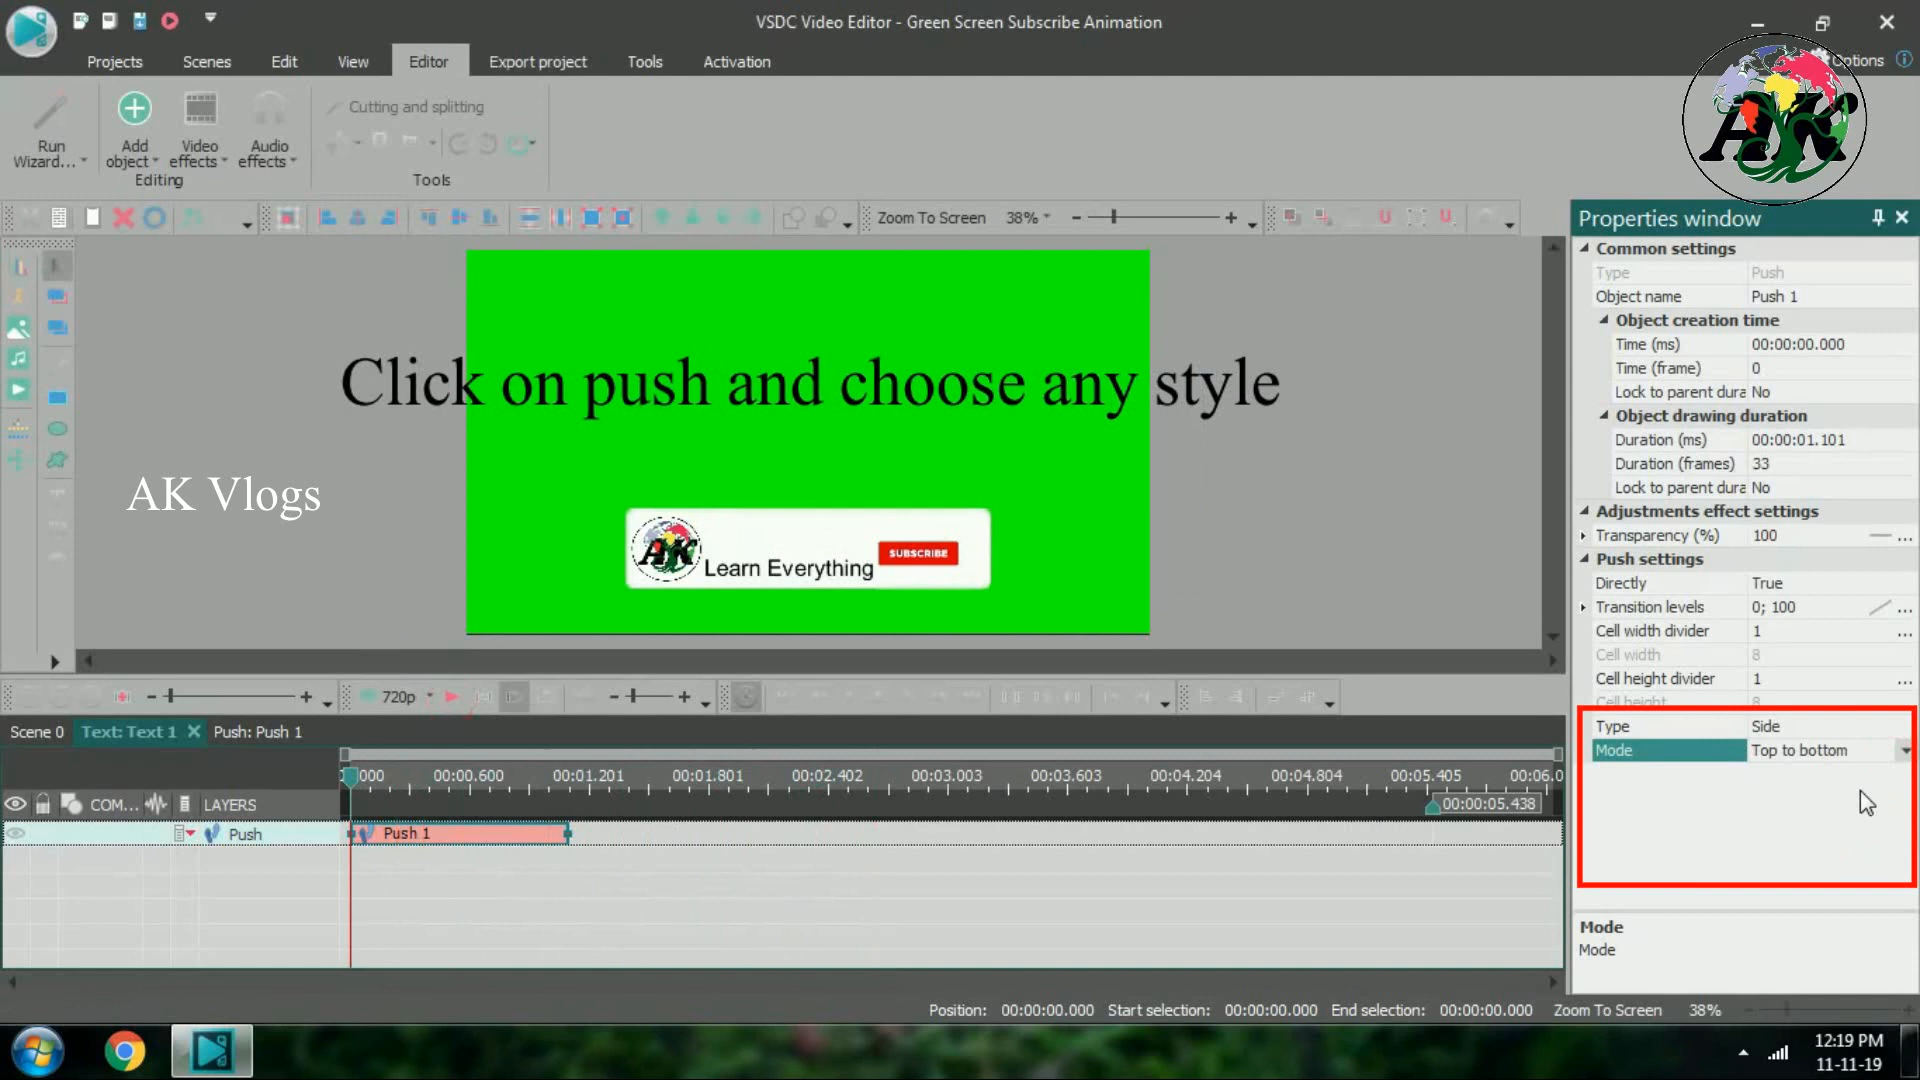 VSDC Video Editor - Green Screen Subscribe Animation
Projects Scenes Edit View Editor Export project Tools Activation
Options
AK
Run Wizard...
Add object
Video effects
Audio effects
Cutting and splitting
Editing
Tools
Zoom To Screen 38%
Properties window
Common settings
Type Push
Object name Push 1
Object creation time
Time (ms) 00:00:00.000
Time (frame) 0
Lock to parent dura No
Object drawing duration
Duration (ms) 00:00:01.101
Duration (frames) 33
Lock to parent dura No
Adjustments effect settings
Transparency (%) 100 ...
Push settings
Directly True
Transition levels 0; 100 ...
Cell width divider 1 ...
Cell width 8
Cell height divider 1 ...
Cell height 8
Type Side
Mode Top to bottom
Mode
Mode
Click on push and choose any style
AK Vlogs
AK
Learn Everything
SUBSCRIBE
720p
Scene 0 Text: Text 1 Push: Push 1
000 00:00.600 00:01.201 00:01.801 00:02.402 00:03.003 00:03.603 00:04.204 00:04.804 00:05.405 00:06.0
COM... LAYERS
00:00:05.438
Push
Push 1
Position: 00:00:00.000 Start selection: 00:00:00.000 End selection: 00:00:00.000 Zoom To Screen 38%
12:19 PM
11-11-19